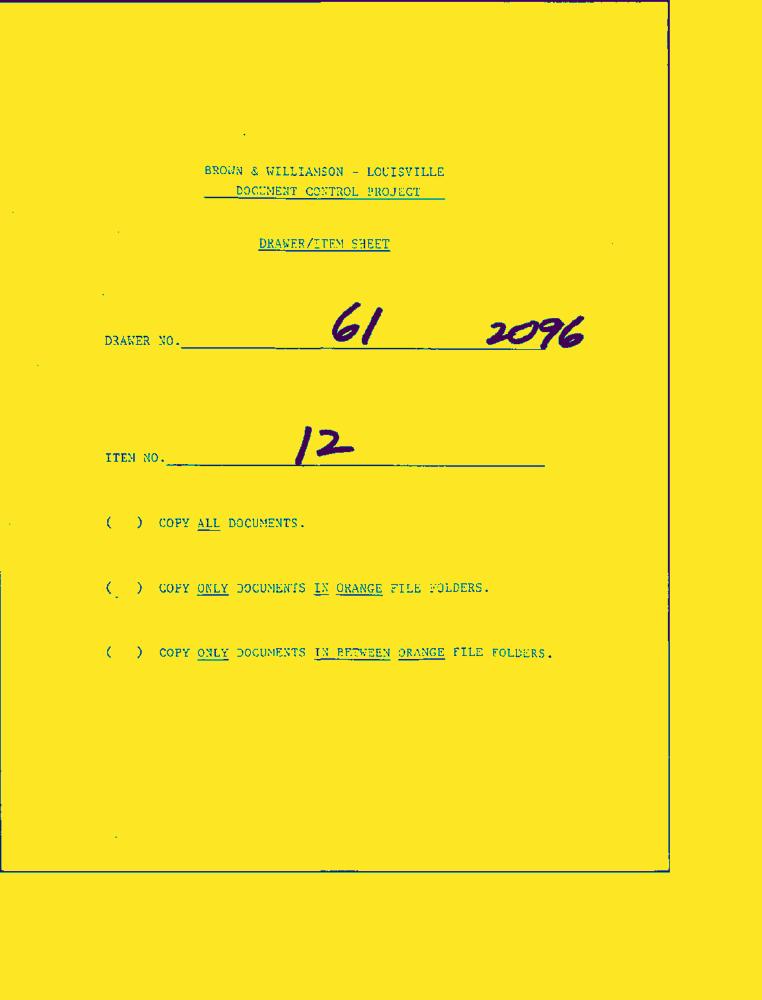 BROWN & WILLIAMSON - LOUISVILLE
DOCUMENT CONTROL PROJECT
DRAWER/ITEM SHEET
DRAWER NO. 61 2096
ITEM NO. 12
( ) COPY ALL DOCUMENTS.
( ) COPY ONLY DOCUMENTS IN ORANGE FILE FOLDERS.
( ) COPY ONLY DOCUMENTS IN BETWEEN ORANGE FILE FOLDERS.